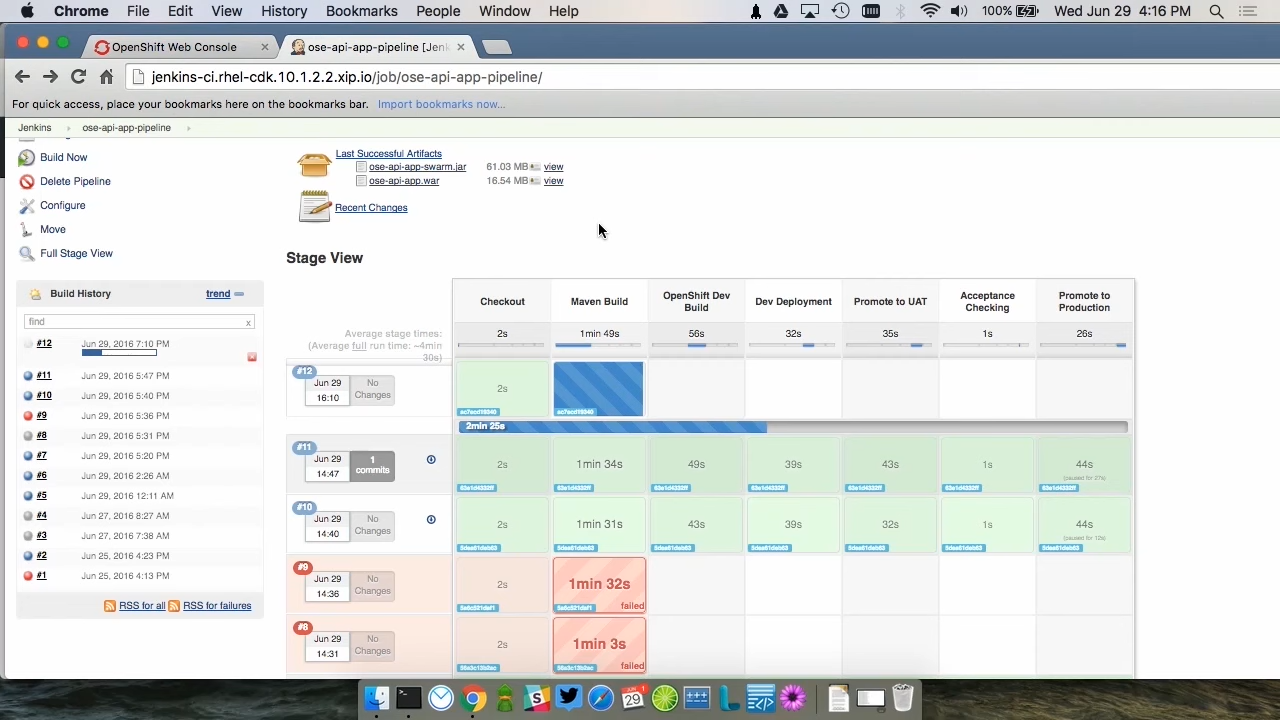 Chrome File Edit View History Bookmarks People Window Help 100% Wed Jun 29 4:16 PM
OpenShift Web Console x ose-api-app-pipeline [Jenk x
jenkins-ci.rhel-cdk.10.1.2.2.xip.io/job/ose-api-app-pipeline/
For quick access, place your bookmarks here on the bookmarks bar. Import bookmarks now...
Jenkins ose-api-app-pipeline
Build Now
Delete Pipeline
Configure
Move
Full Stage View
Last Successful Artifacts
ose-api-app-swarm.jar 61.03 MB view
ose-api-app.war 16.54 MB view
Recent Changes
Build History trend
find x
#12 Jun 29, 2016 7:10 PM
#11 Jun 29, 2016 5:47 PM
#10 Jun 29, 2016 5:40 PM
#9 Jun 29, 2016 5:36 PM
#8 Jun 29, 2016 5:31 PM
#7 Jun 29, 2016 5:20 PM
#6 Jun 29, 2016 2:26 AM
#5 Jun 29, 2016 12:11 AM
#4 Jun 27, 2016 8:27 AM
#3 Jun 27, 2016 7:38 AM
#2 Jun 25, 2016 4:23 PM
#1 Jun 25, 2016 4:13 PM
RSS for all RSS for failures
Stage View
Checkout Maven Build OpenShift Dev Build Dev Deployment Promote to UAT Acceptance Checking Promote to Production
Average stage times:
(Average full run time: ~4min
30s)
2s 1min 49s 56s 32s 35s 1s 26s
#12
Jun 29
16:10
No
Changes
2s
2min 25s
#11
Jun 29
14:47
1
commits
2s 1min 34s 49s 39s 43s 1s 44s
(paused for 27s)
#10
Jun 29
14:40
No
Changes
2s 1min 31s 43s 39s 32s 1s 44s
(paused for 12s)
#9
Jun 29
14:36
No
Changes
2s 1min 32s
failed
#8
Jun 29
14:31
No
Changes
2s 1min 3s
failed